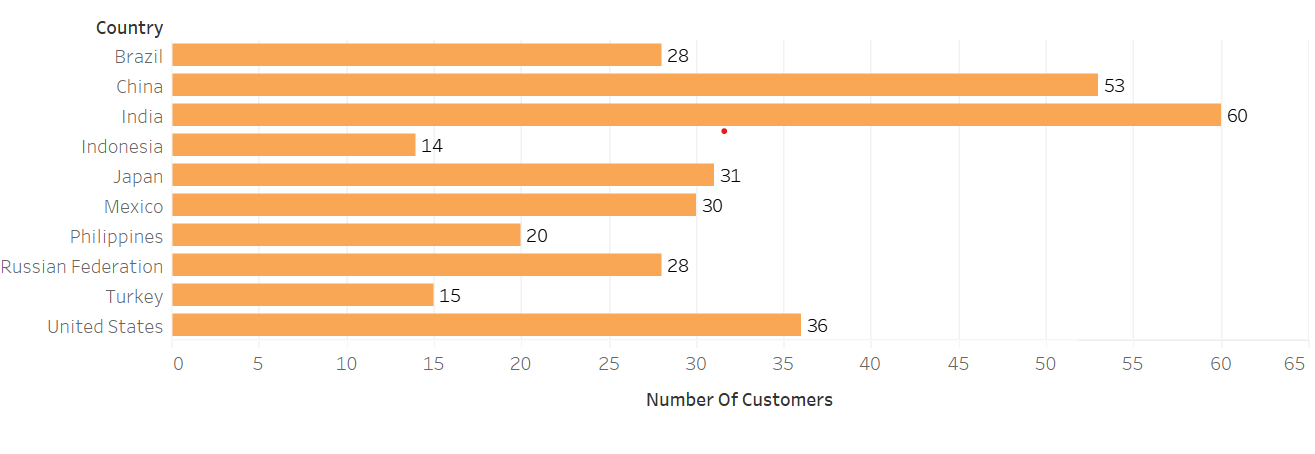 Country
Brazil 28
China 53
India 60
Indonesia 14
Japan 31
Mexico 30
Philippines 20
Russian Federation 28
Turkey 15
United States 36
0 5 10 15 20 25 30 35 40 45 50 55 60 65
Number Of Customers